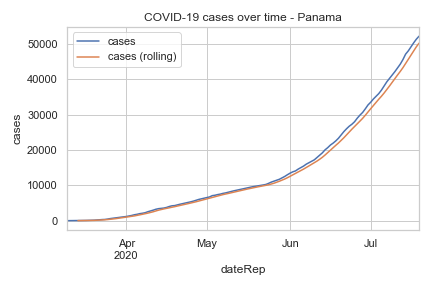 COVID-19 cases over time - Panama
cases
cases (rolling)
50000
40000
30000
20000
10000
0
cases
Apr
2020
May
Jun
Jul
dateRep